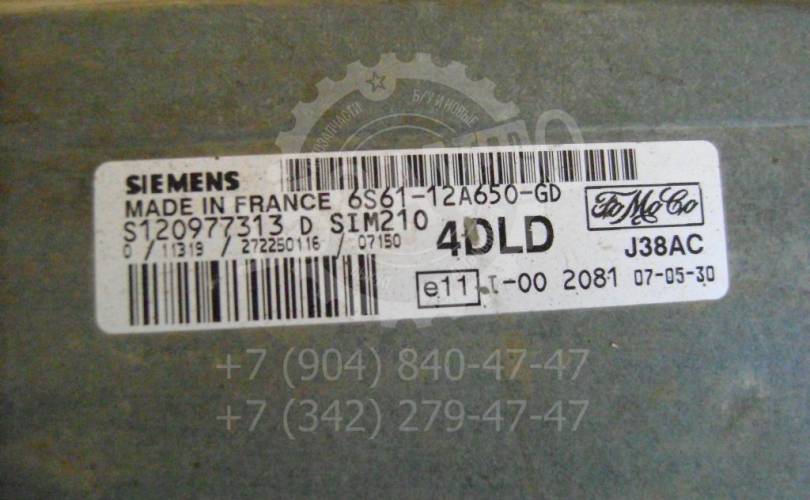 SIEMENS
MADE IN FRANCE 6S61-12A650-GD
S120977313 D SIM210
0 / 11319 / 272250116 / 07150
4DLD
FoMoCo
J38AC
e11 I-00 2081 07-05-30
Б/У И НОВЫЕ
+7 (904) 840-47-47
+7 (342) 279-47-47